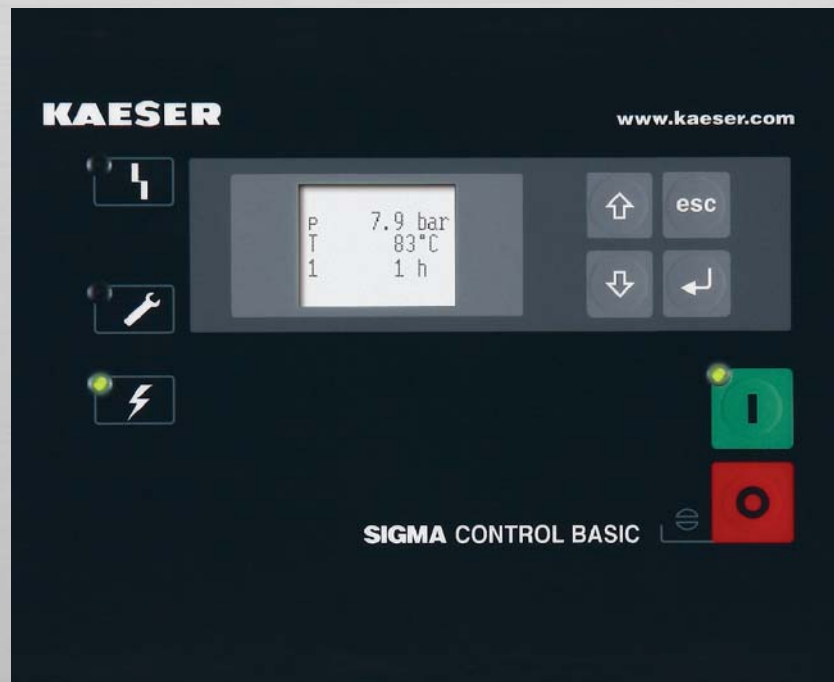 KAESER
www.kaeser.com
P 7.9 bar
T 83°C
1 1 h
esc
SIGMA CONTROL BASIC